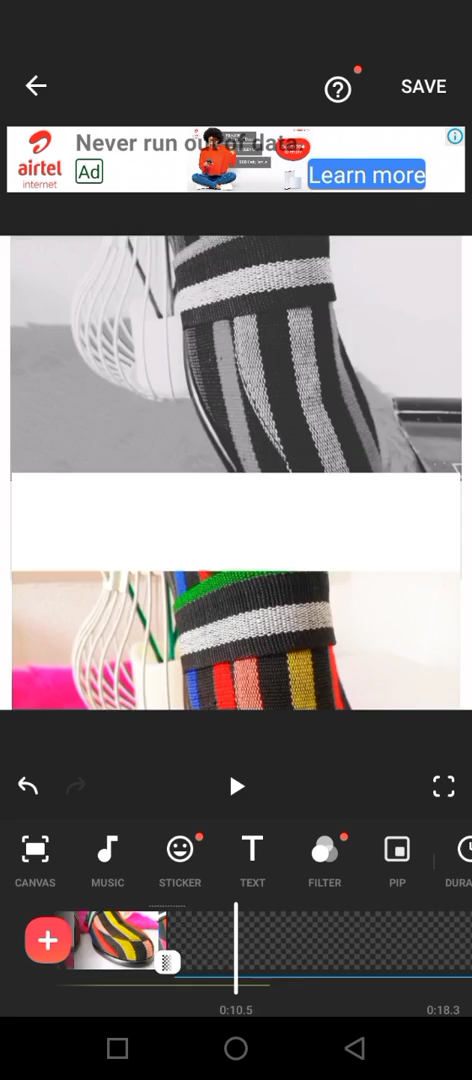 SAVE
airtel
internet
Never run out of data
Ad
Learn more
CANVAS
MUSIC
STICKER
TEXT
FILTER
PIP
DURA
0:10.5
0:18.3